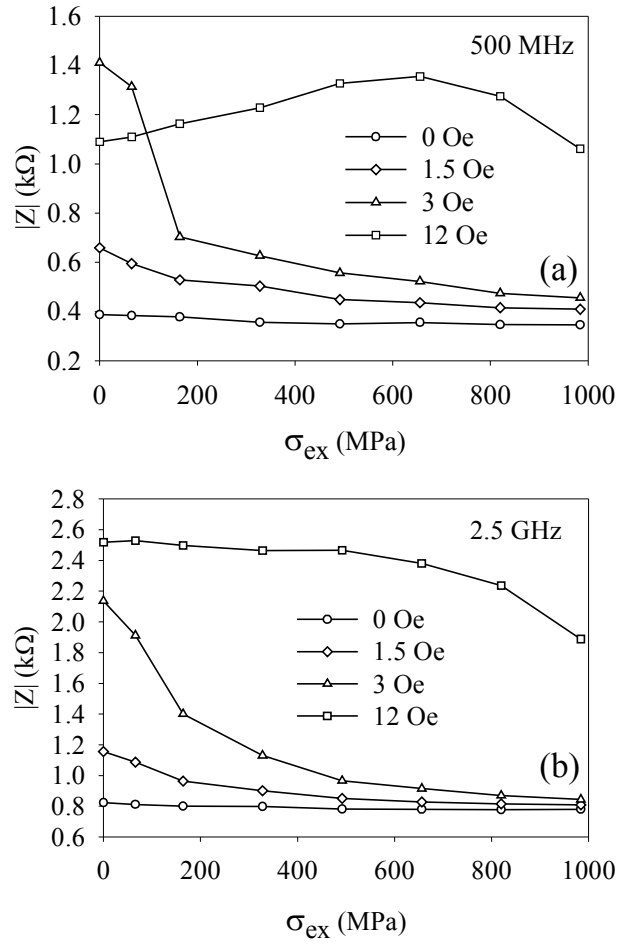 1.6
500 MHz
1.4
1.2
1.0
0.8
0.6
0.4
0.2
|Z| (kΩ)
0 Oe
1.5 Oe
3 Oe
12 Oe
(a)
0 200 400 600 800 1000
σex (MPa)
2.8
2.5 GHz
2.6
2.4
2.2
2.0
1.8
1.6
1.4
1.2
1.0
0.8
0.6
|Z| (kΩ)
0 Oe
1.5 Oe
3 Oe
12 Oe
(b)
0 200 400 600 800 1000
σex (MPa)